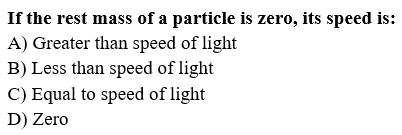 If the rest mass of a particle is zero, its speed is:
A) Greater than speed of light
B) Less than speed of light
C) Equal to speed of light
D) Zero